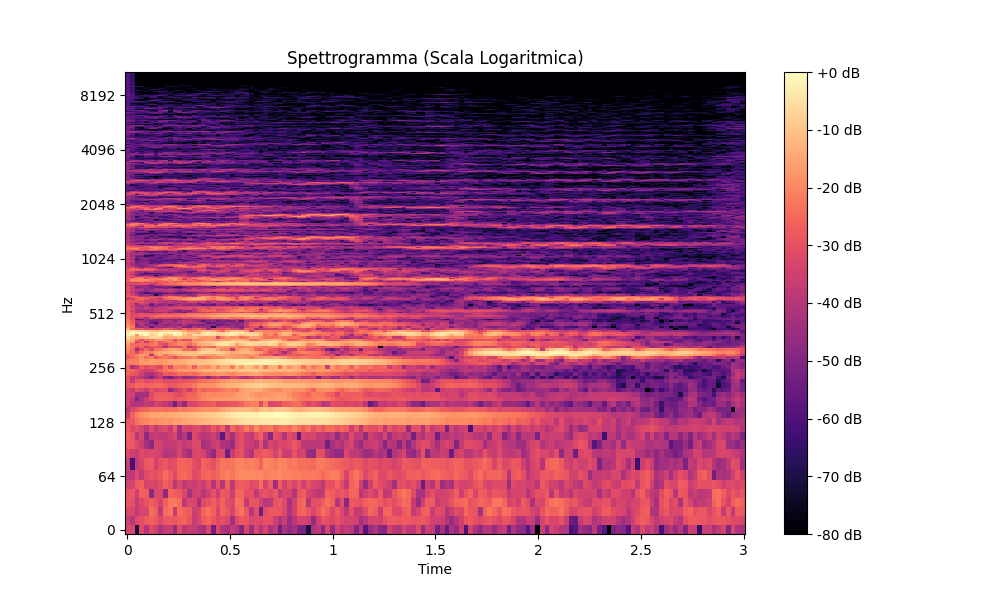 Spettrogramma (Scala Logaritmica)
8192
4096
2048
1024
512
256
128
64
0
Hz
0 0.5 1 1.5 2 2.5 3
Time
+0 dB
-10 dB
-20 dB
-30 dB
-40 dB
-50 dB
-60 dB
-70 dB
-80 dB